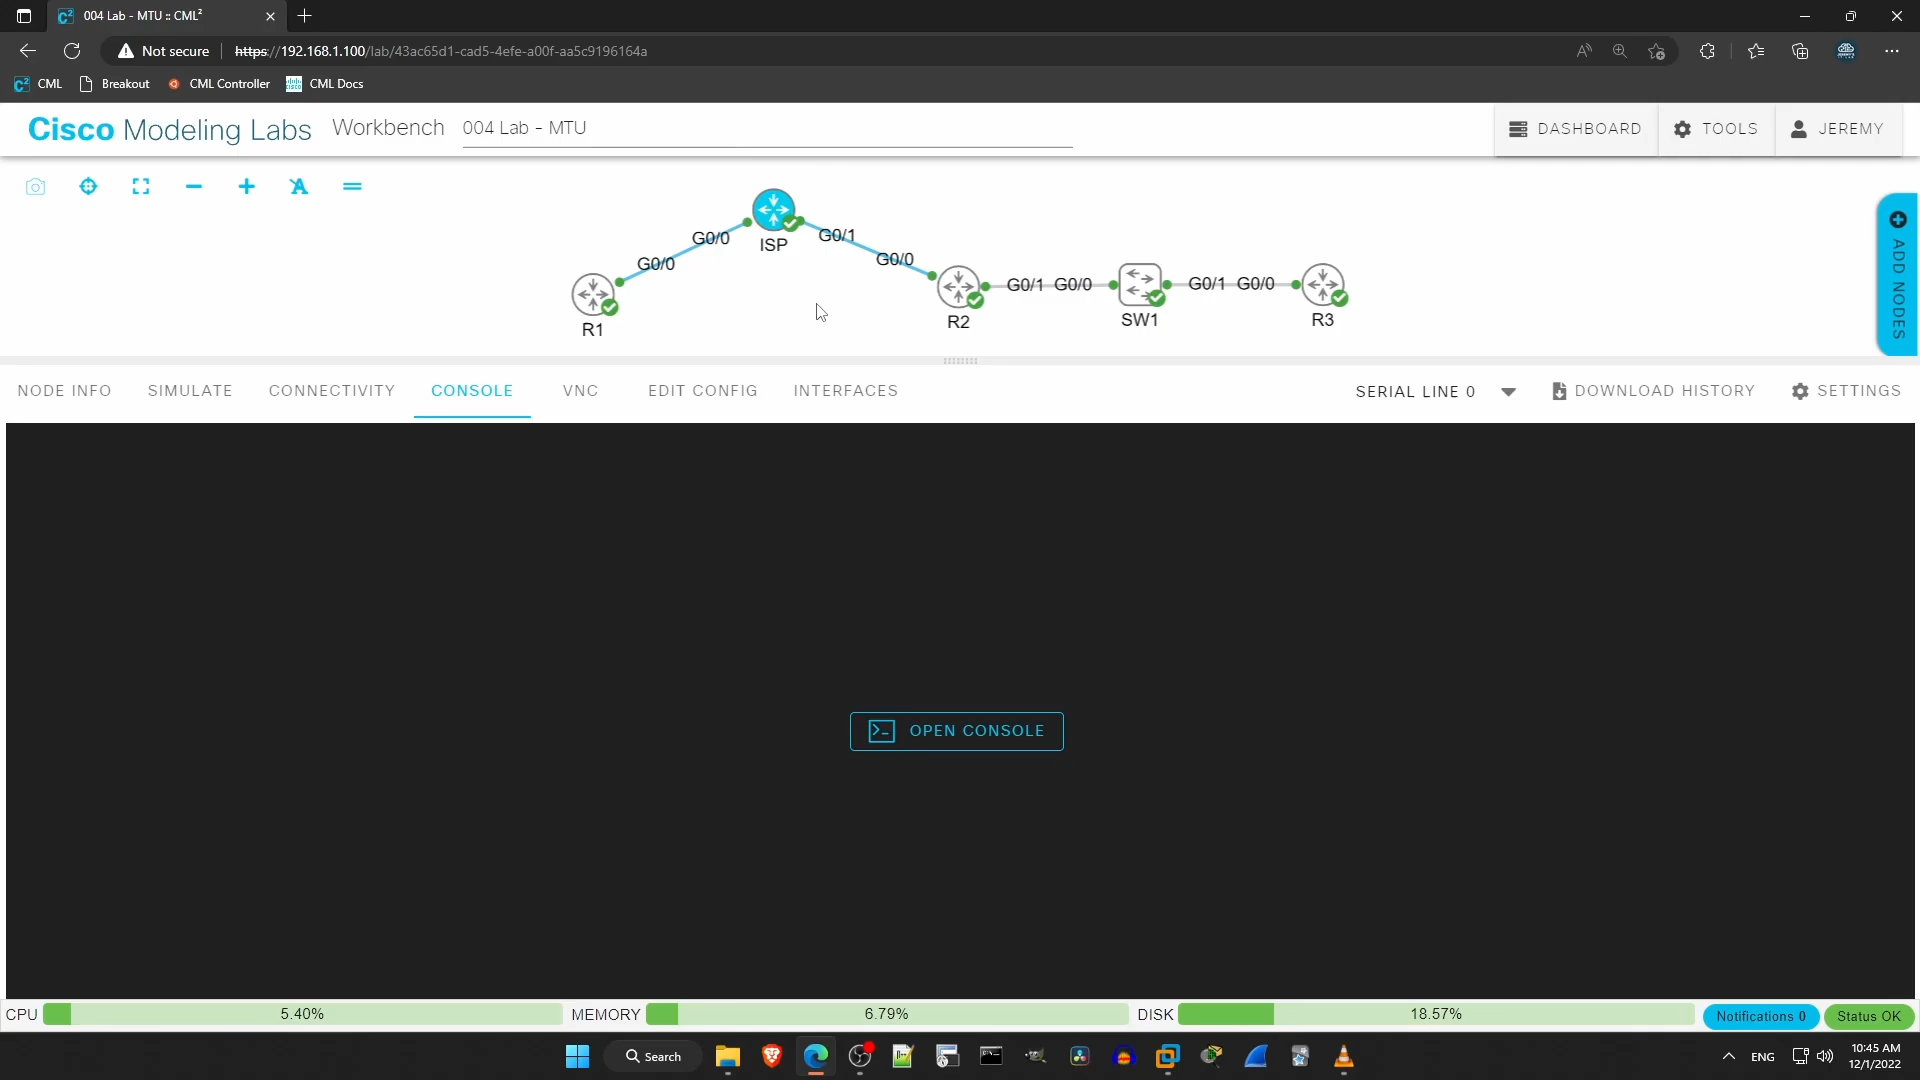 004 Lab - MTU :: CML²
Not secure
https://192.168.1.100/lab/43ac65d1-cad5-4efe-a00f-aa5c9196164a
CML
Breakout
CML Controller
CML Docs
Cisco Modeling Labs
Workbench
004 Lab - MTU
DASHBOARD
TOOLS
JEREMY
ISP
G0/0
G0/1
G0/0
G0/0
R1
R2
G0/1
G0/0
SW1
G0/1
G0/0
R3
ADD NODES
NODE INFO
SIMULATE
CONNECTIVITY
CONSOLE
VNC
EDIT CONFIG
INTERFACES
SERIAL LINE 0
DOWNLOAD HISTORY
SETTINGS
OPEN CONSOLE
CPU
5.40%
MEMORY
6.79%
DISK
18.57%
Notifications 0
Status OK
Search
ENG
10:45 AM
12/1/2022